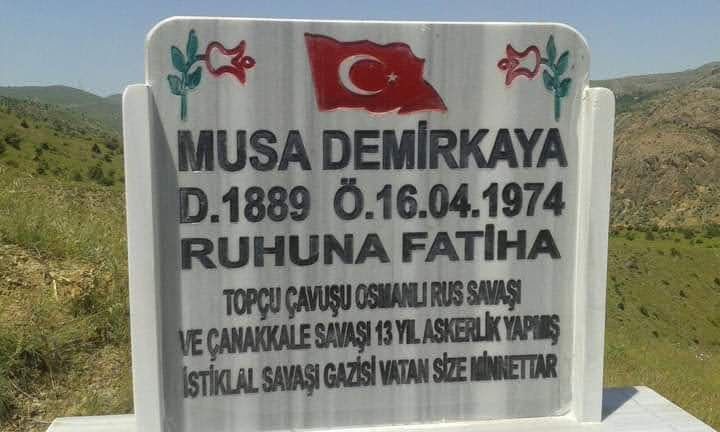 MUSA DEMİRKAYA
D.1889 Ö.16.04.1974
RUHUNA FATİHA
TOPÇU ÇAVUŞU OSMANLI RUS SAVAŞI
VE ÇANAKKALE SAVAŞI 13 YIL ASKERLİK YAPMIŞ
İSTİKLAL SAVAŞI GAZİSİ VATAN SİZE MİNNETTAR